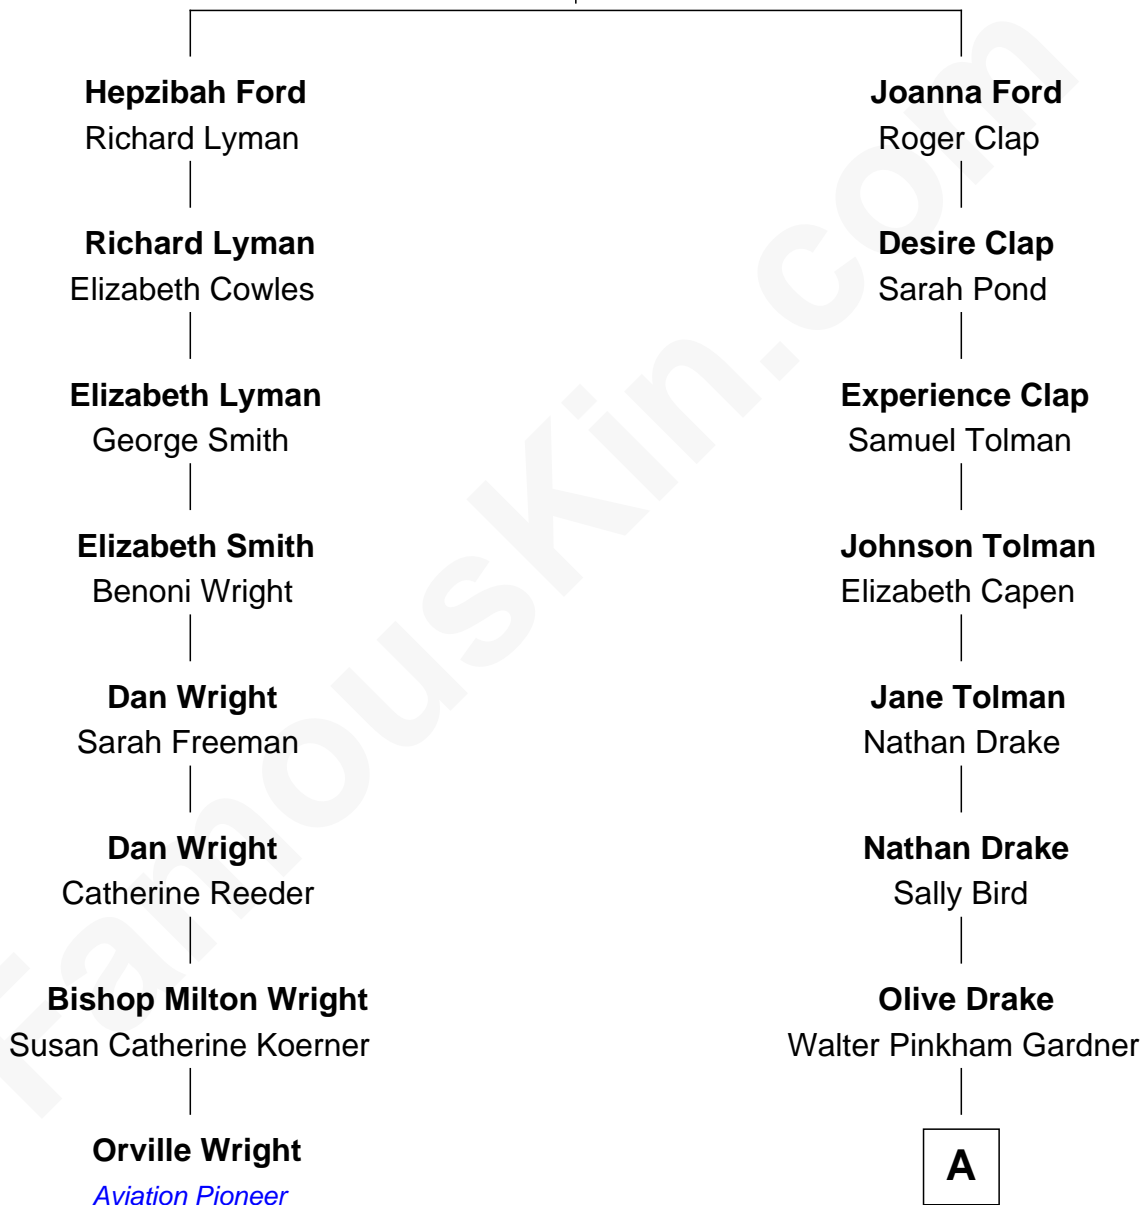 Hepzibah Ford
Richard Lyman
Joanna Ford
Roger Clap
Richard Lyman
Elizabeth Cowles
Desire Clap
Sarah Pond
Elizabeth Lyman
George Smith
Experience Clap
Samuel Tolman
Elizabeth Smith
Benoni Wright
Johnson Tolman
Elizabeth Capen
Dan Wright
Sarah Freeman
Jane Tolman
Nathan Drake
Dan Wright
Catherine Reeder
Nathan Drake
Sally Bird
Bishop Milton Wright
Susan Catherine Koerner
Olive Drake
Walter Pinkham Gardner
Orville Wright
Aviation Pioneer
A
FamousKin.com